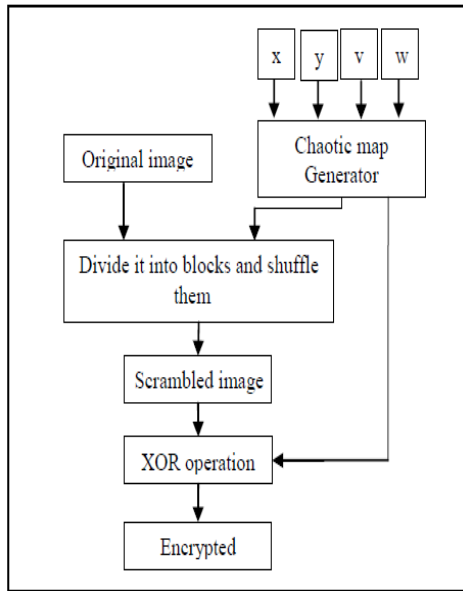 x
y
v
w
Chaotic map
Generator
Original image
Divide it into blocks and shuffle
them
Scrambled image
XOR operation
Encrypted